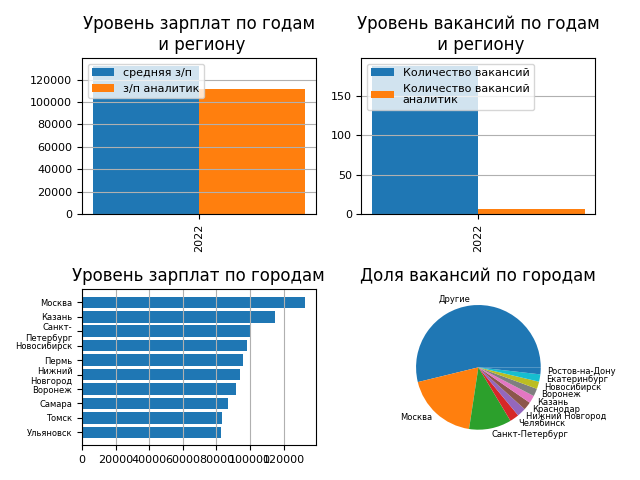 Уровень зарплат по годам
и региону
средняя з/п
з/п аналитик
120000
100000
80000
60000
40000
20000
0
2022
Уровень вакансий по годам
и региону
Количество вакансий
Количество вакансий
аналитик
150
100
50
0
2022
Уровень зарплат по городам
Москва
Казань
Санкт-
Петербург
Новосибирск
Пермь
Нижний
Новгород
Воронеж
Самара
Томск
Ульяновск
0 20000 40000 60000 80000 100000 120000
Доля вакансий по городам
Другие
Москва
Санкт-Петербург
Челябинск
Нижний Новгород
Краснодар
Казань
Воронеж
Новосибирск
Екатеринбург
Ростов-на-Дону